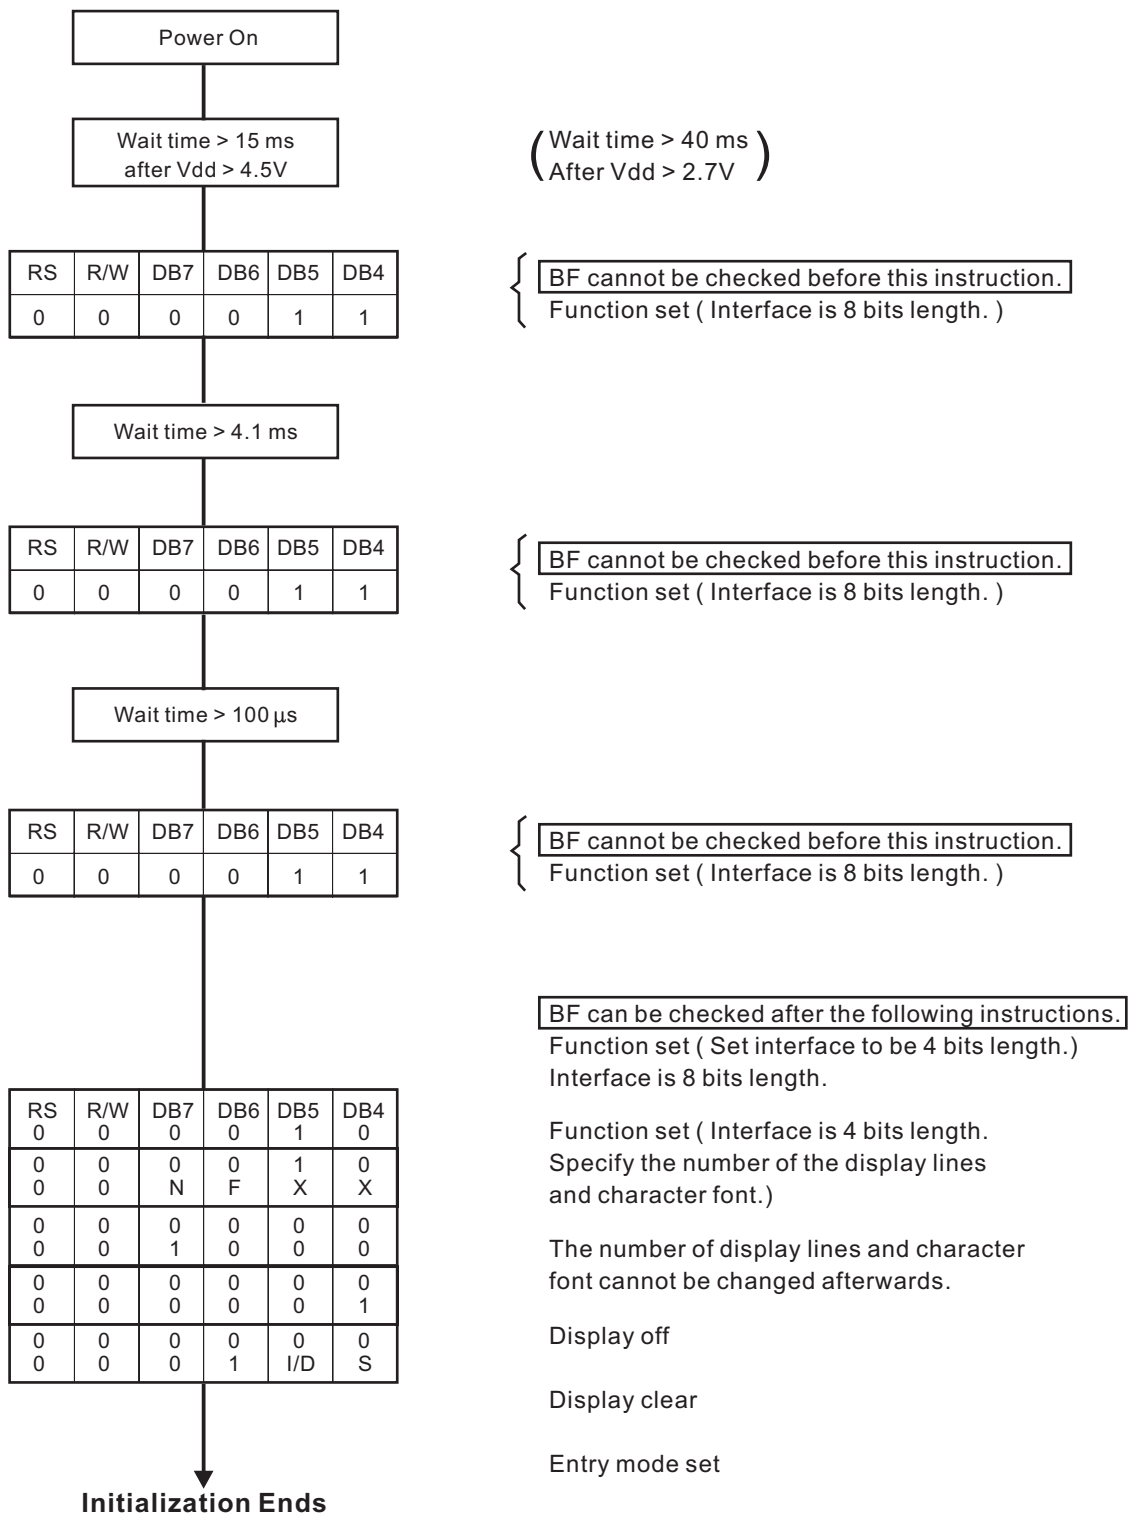 Power On
Wait time > 15 ms
after Vdd > 4.5V
(Wait time > 40 ms
After Vdd > 2.7V)
RS R/W DB7 DB6 DB5 DB4
0 0 0 0 1 1
BF cannot be checked before this instruction.
Function set ( Interface is 8 bits length. )
Wait time > 4.1 ms
RS R/W DB7 DB6 DB5 DB4
0 0 0 0 1 1
BF cannot be checked before this instruction.
Function set ( Interface is 8 bits length. )
Wait time > 100 μs
RS R/W DB7 DB6 DB5 DB4
0 0 0 0 1 1
BF cannot be checked before this instruction.
Function set ( Interface is 8 bits length. )
BF can be checked after the following instructions.
Function set ( Set interface to be 4 bits length.)
Interface is 8 bits length.
RS R/W DB7 DB6 DB5 DB4
0 0 0 0 1 0
0 0 0 0 1 0
0 0 N F X X
0 0 0 0 0 0
0 0 1 0 0 0
0 0 0 0 0 0
0 0 0 0 0 1
0 0 0 0 0 0
0 0 0 1 I/D S
Function set ( Interface is 4 bits length.
Specify the number of the display lines
and character font.)
The number of display lines and character
font cannot be changed afterwards.
Display off
Display clear
Entry mode set
Initialization Ends